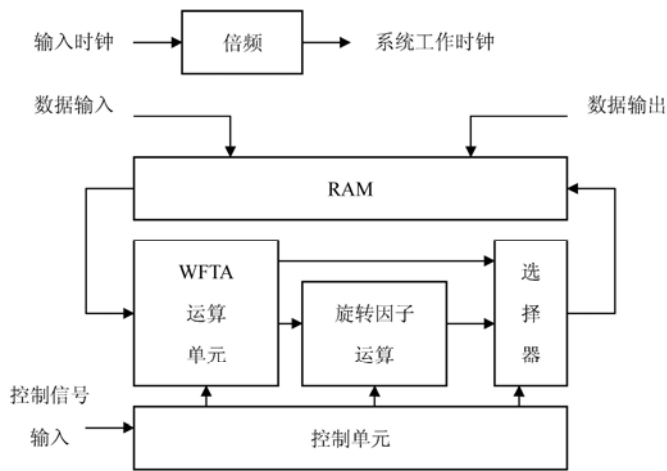 输入时钟
倍频
系统工作时钟
数据输入
数据输出
RAM
WFTA
运算
单元
旋转因子
运算
选
择
器
控制信号
输入
控制单元